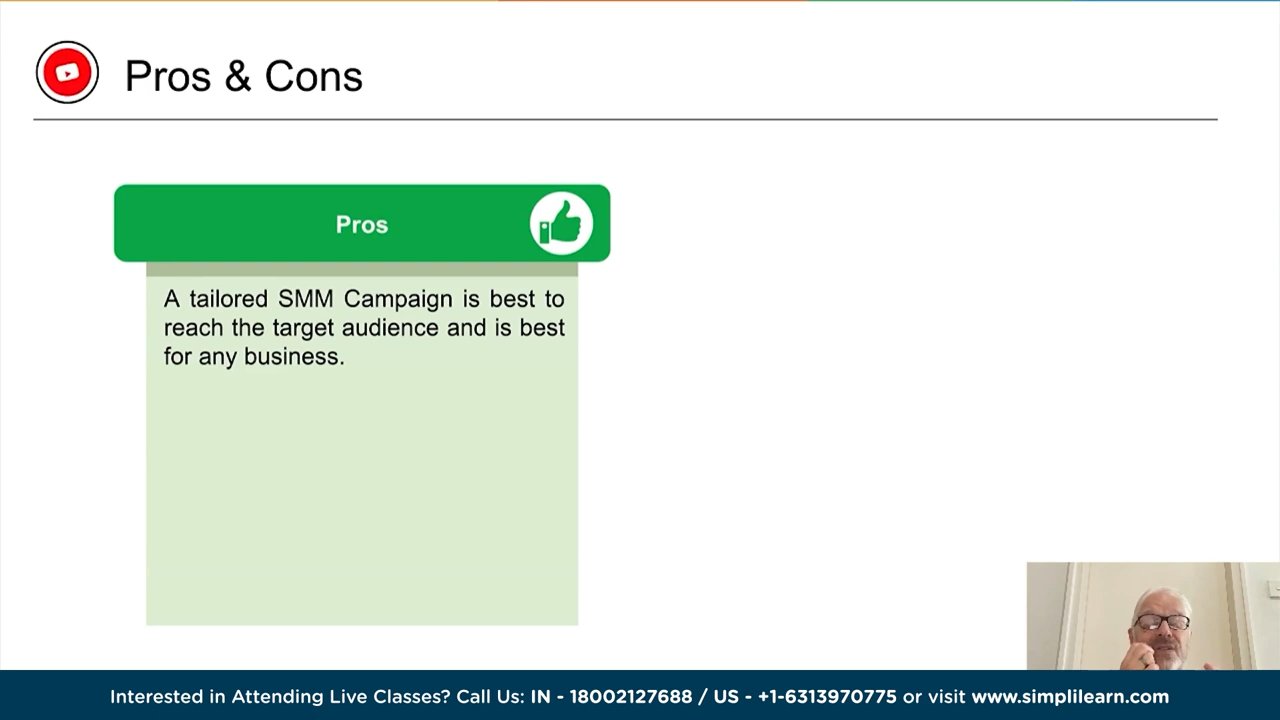 Pros & Cons
Pros
A tailored SMM Campaign is best to
reach the target audience and is best
for any business.
Interested in Attending Live Classes? Call Us: IN - 18002127688 / US - +1-6313970775 or visit www.simplilearn.com